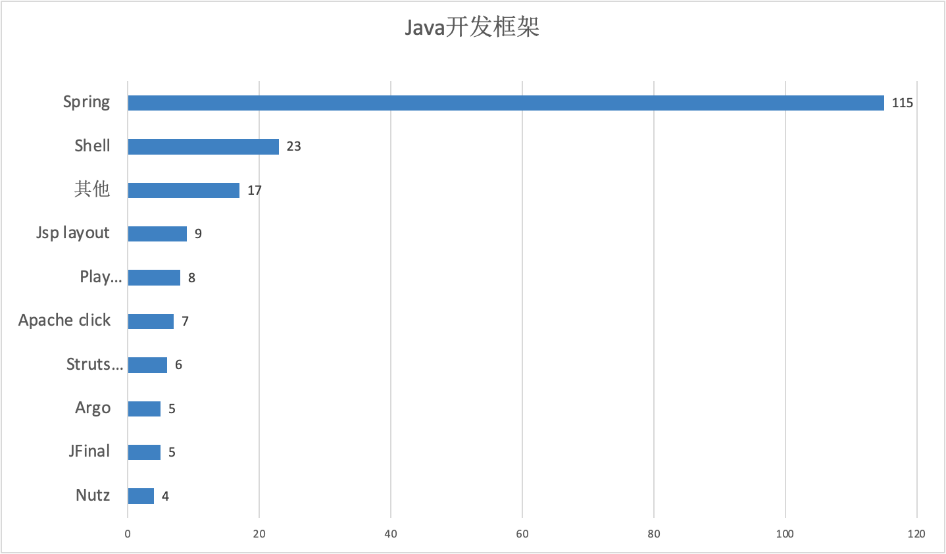 Java开发框架
Spring 115
Shell 23
其他 17
Jsp layout 9
Play... 8
Apache click 7
Struts... 6
Argo 5
JFinal 5
Nutz 4
0 20 40 60 80 100 120